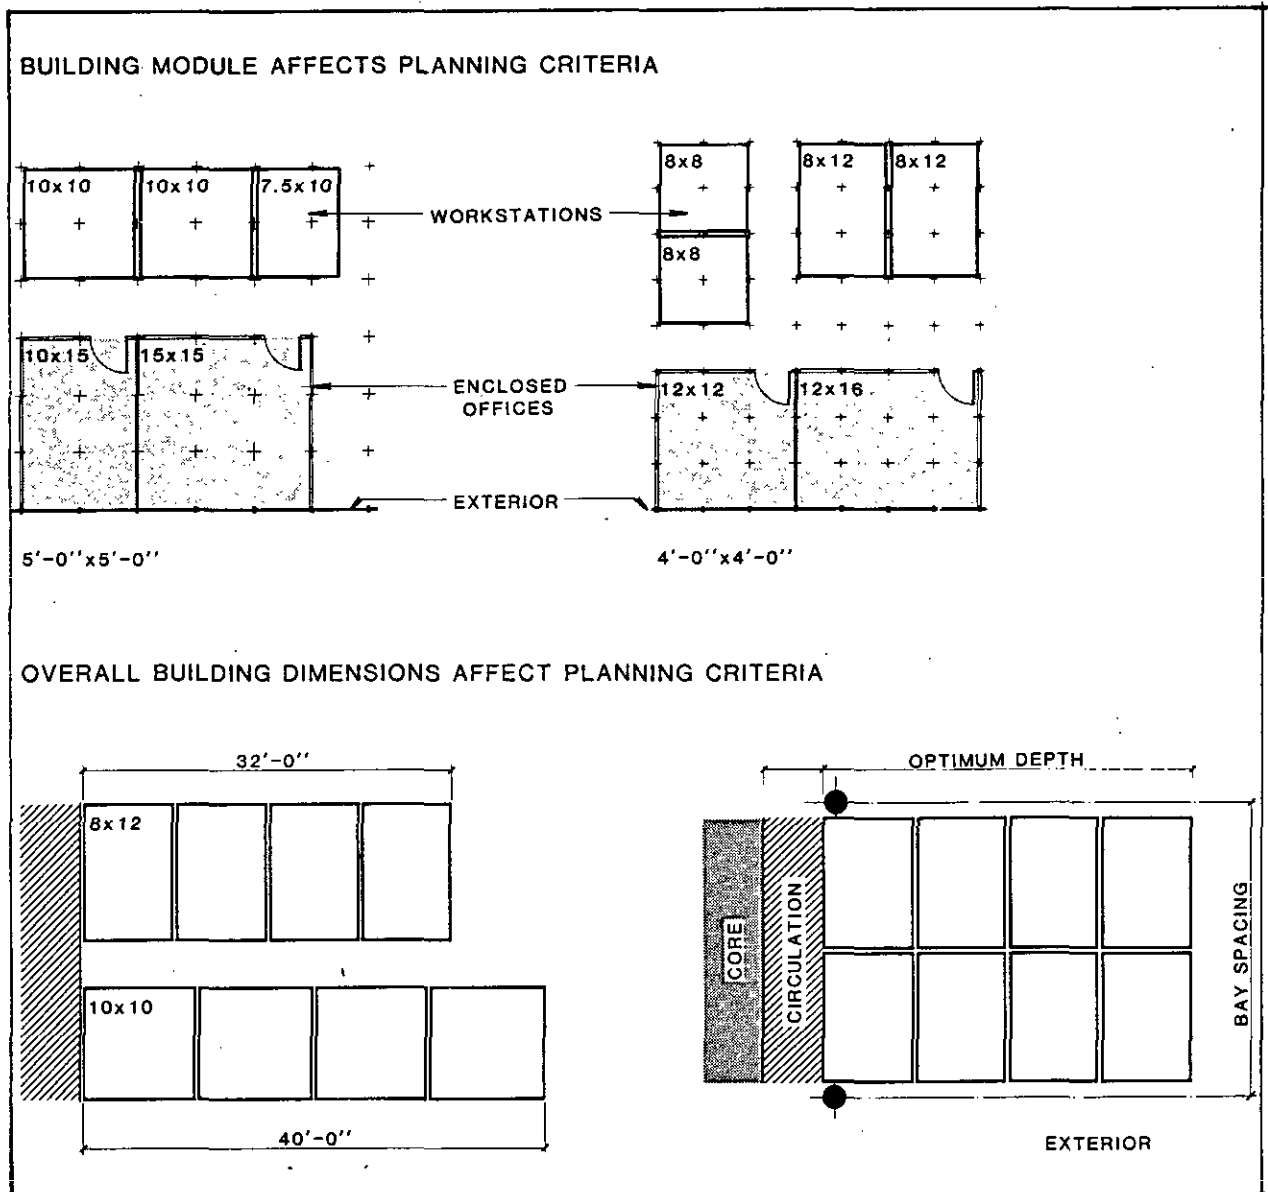 BUILDING MODULE AFFECTS PLANNING CRITERIA
10x10
10x10
7.5x10
WORKSTATIONS
8x8
8x8
8x12
8x12
10x15
15x15
ENCLOSED
OFFICES
12x12
12x16
EXTERIOR
5'-0''x5'-0''
4'-0''x4'-0''
OVERALL BUILDING DIMENSIONS AFFECT PLANNING CRITERIA
32'-0''
8x12
10x10
40'-0''
OPTIMUM DEPTH
CORE
CIRCULATION
BAY SPACING
EXTERIOR